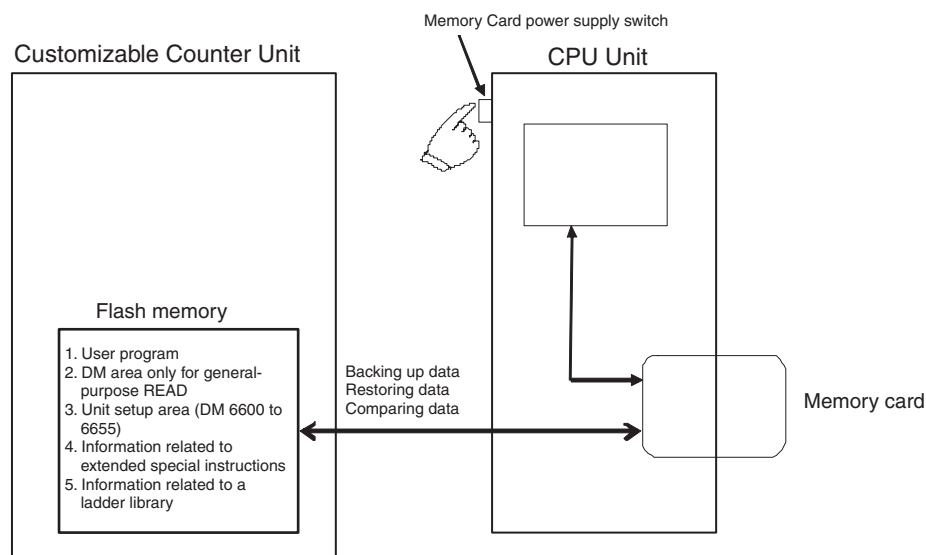 Memory Card power supply switch
Customizable Counter Unit
CPU Unit
Flash memory
1. User program
2. DM area only for general-
purpose READ
3. Unit setup area (DM 6600 to
6655)
4. Information related to
extended special instructions
5. Information related to a
ladder library
Backing up data
Restoring data
Comparing data
Memory card